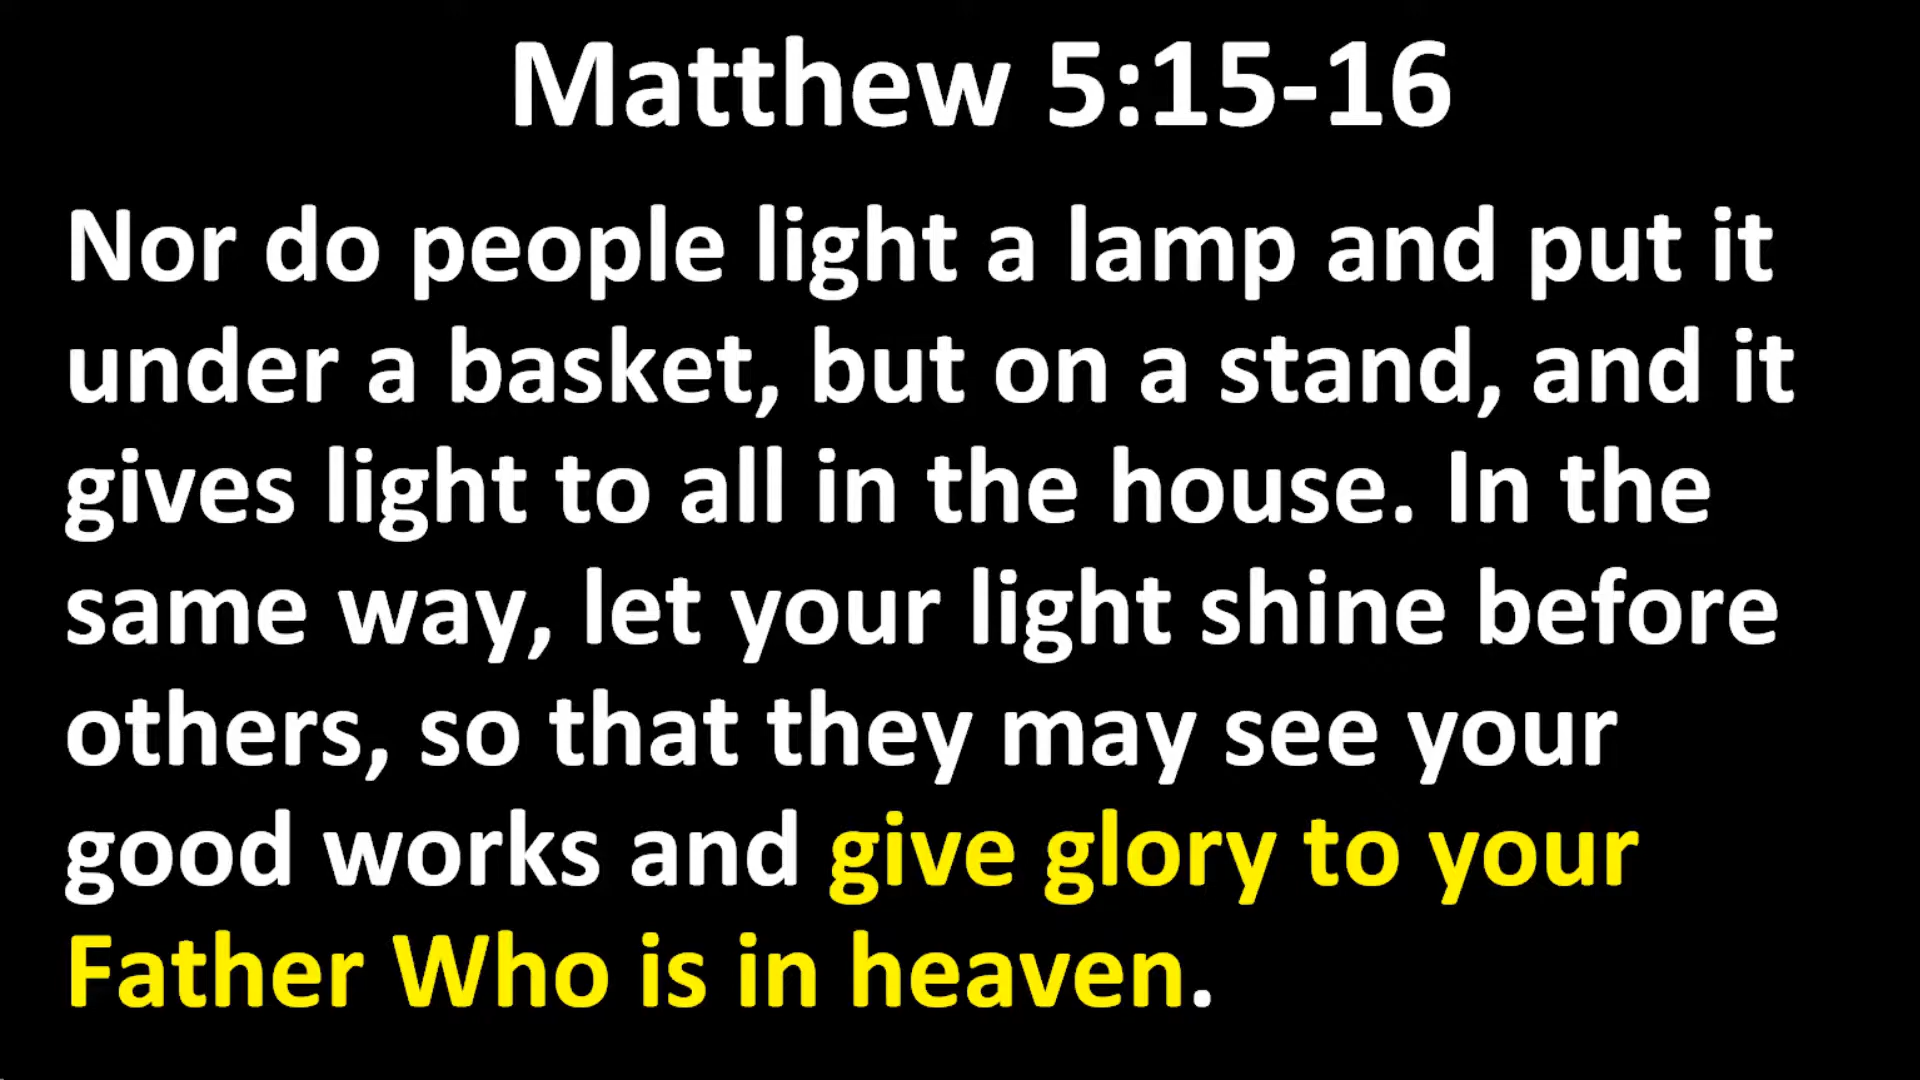 Matthew 5:15-16
Nor do people light a lamp and put it
under a basket, but on a stand, and it
gives light to all in the house. In the
same way, let your light shine before
others, so that they may see your
good works and give glory to your
Father Who is in heaven.